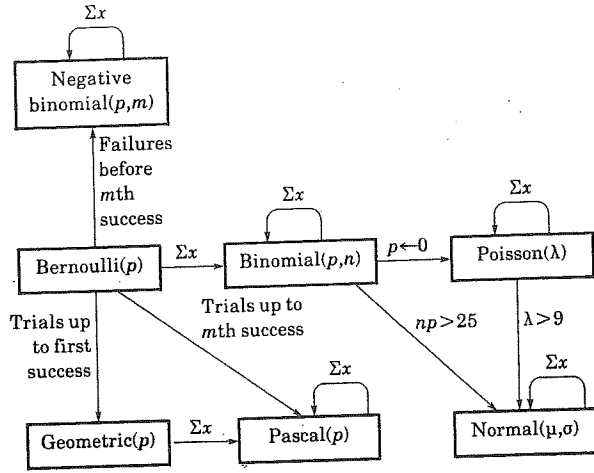 Σx
Negative
binomial(p,m)
Failures
before
mth
success
Σx
Σx
Σx
p←0
Bernoulli(p)
Binomial(p,n)
Poisson(λ)
Trials up
to first
success
Trials up to
mth success
np>25
λ>9
Σx
Σx
Σx
Geometric(p)
Pascal(p)
Normal(μ,σ)